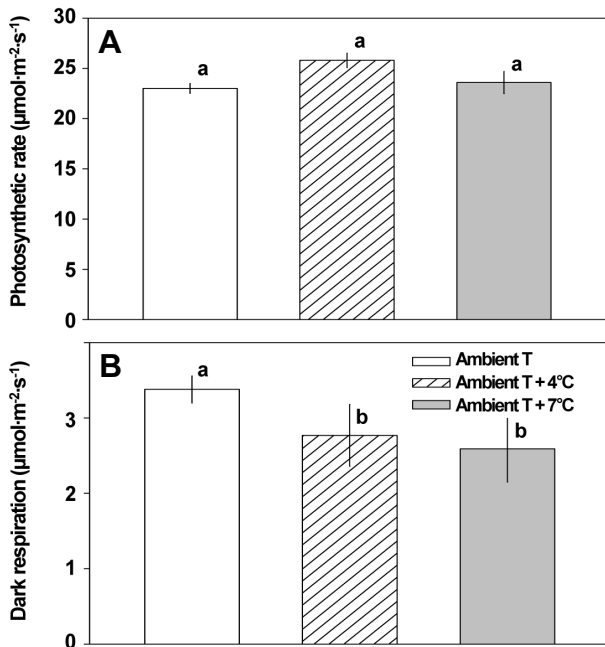 Photosynthetic rate (µmol·m⁻²·s⁻¹)
30
25
20
15
10
5
0
A
a
a
a
Dark respiration (µmol·m⁻²·s⁻¹)
3
2
1
0
B
a
b
b
Ambient T
Ambient T + 4°C
Ambient T + 7°C